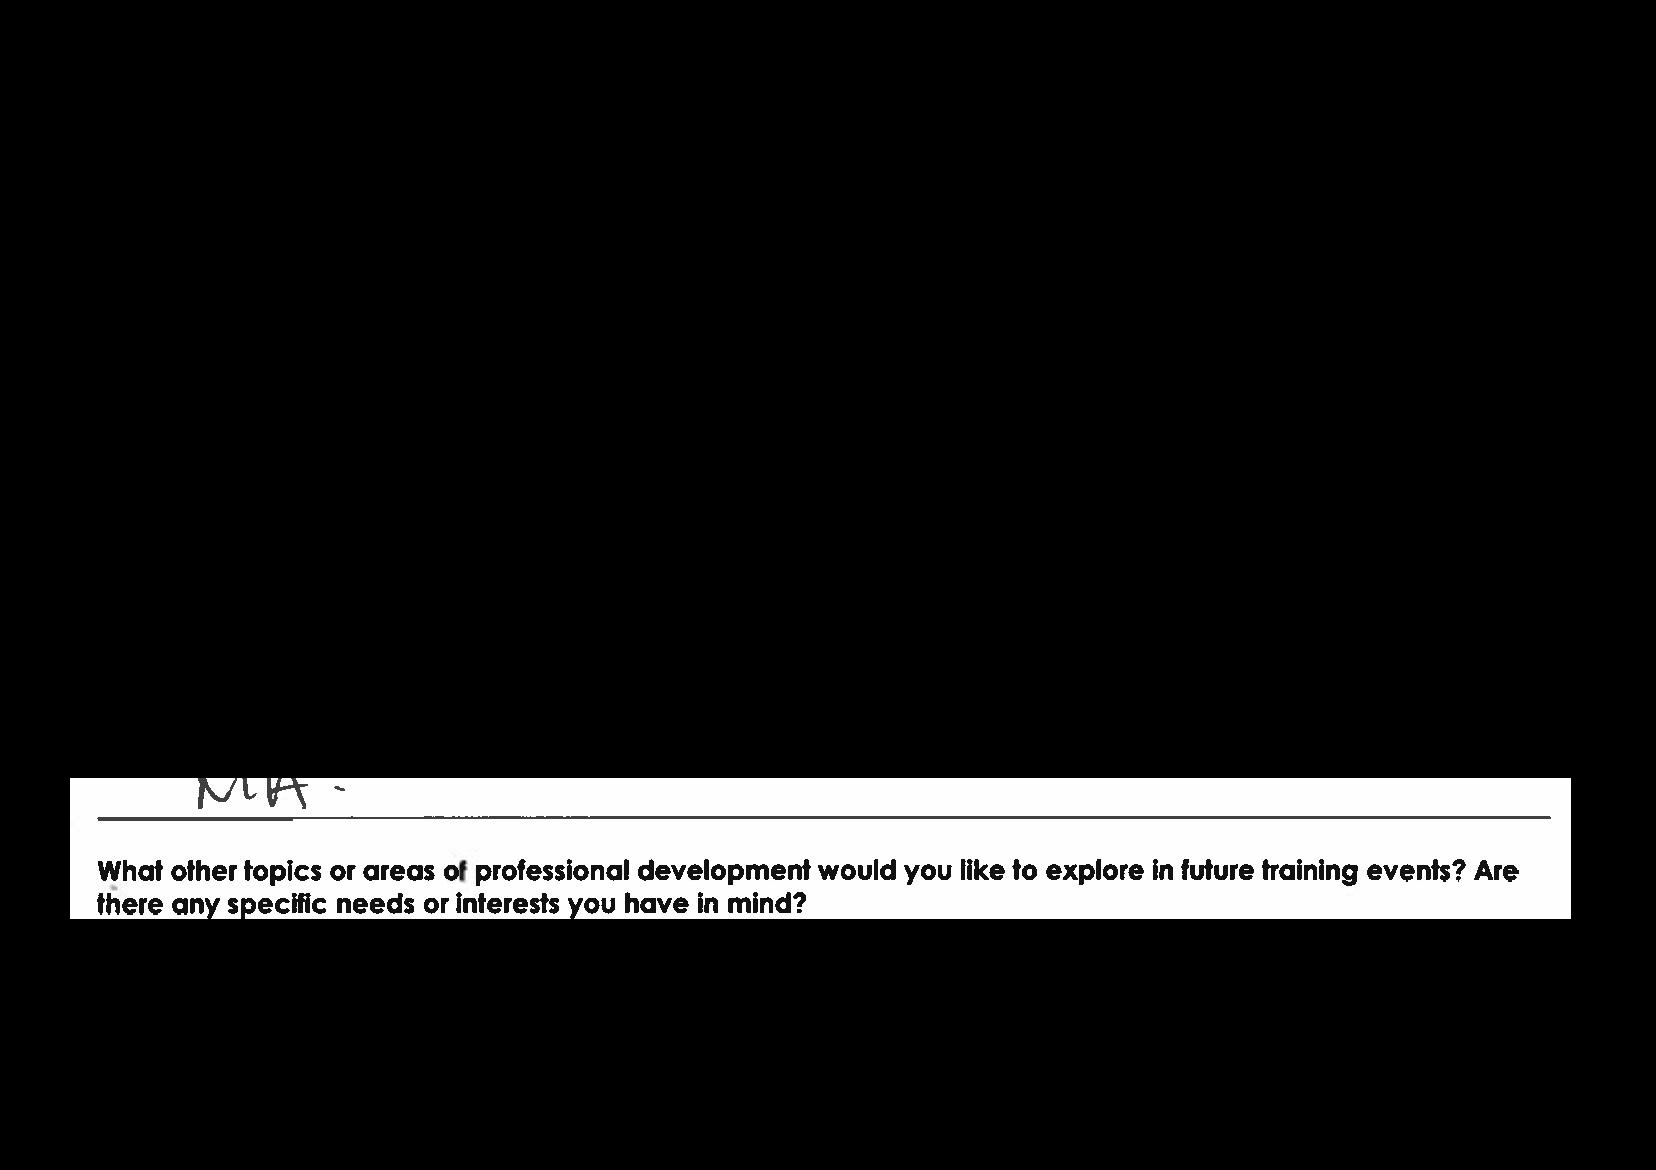 What other topics or areas of professional development would you like to explore in future training events? Are
there any specific needs or interests you have in mind?